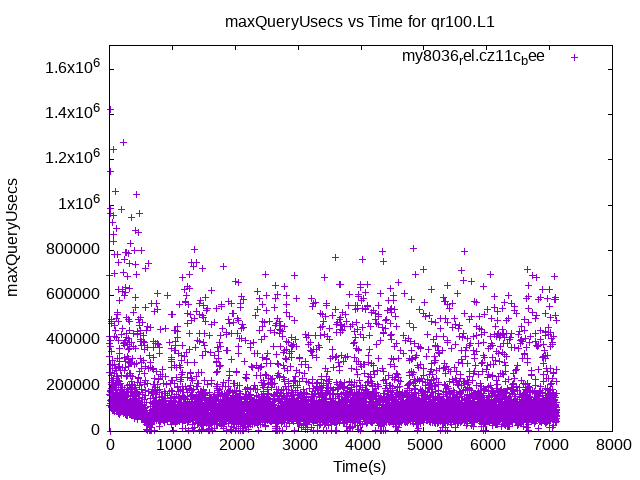 maxQueryUsecs vs Time for qr100.L1
my8036_rel.cz11c_bee
1.6x10^6
1.4x10^6
1.2x10^6
1x10^6
800000
600000
400000
200000
0
maxQueryUsecs
0 1000 2000 3000 4000 5000 6000 7000 8000
Time(s)